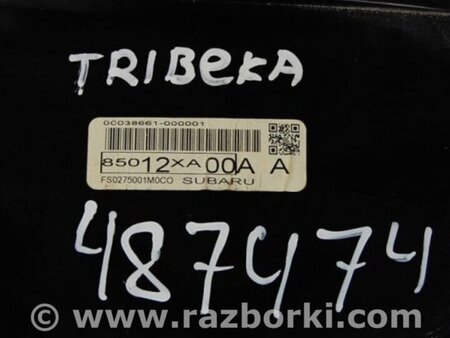 TRIBEKA
00038661-000001
85012XA00A A
FS0275001M0CO SUBARU
487474
© www.razborki.com